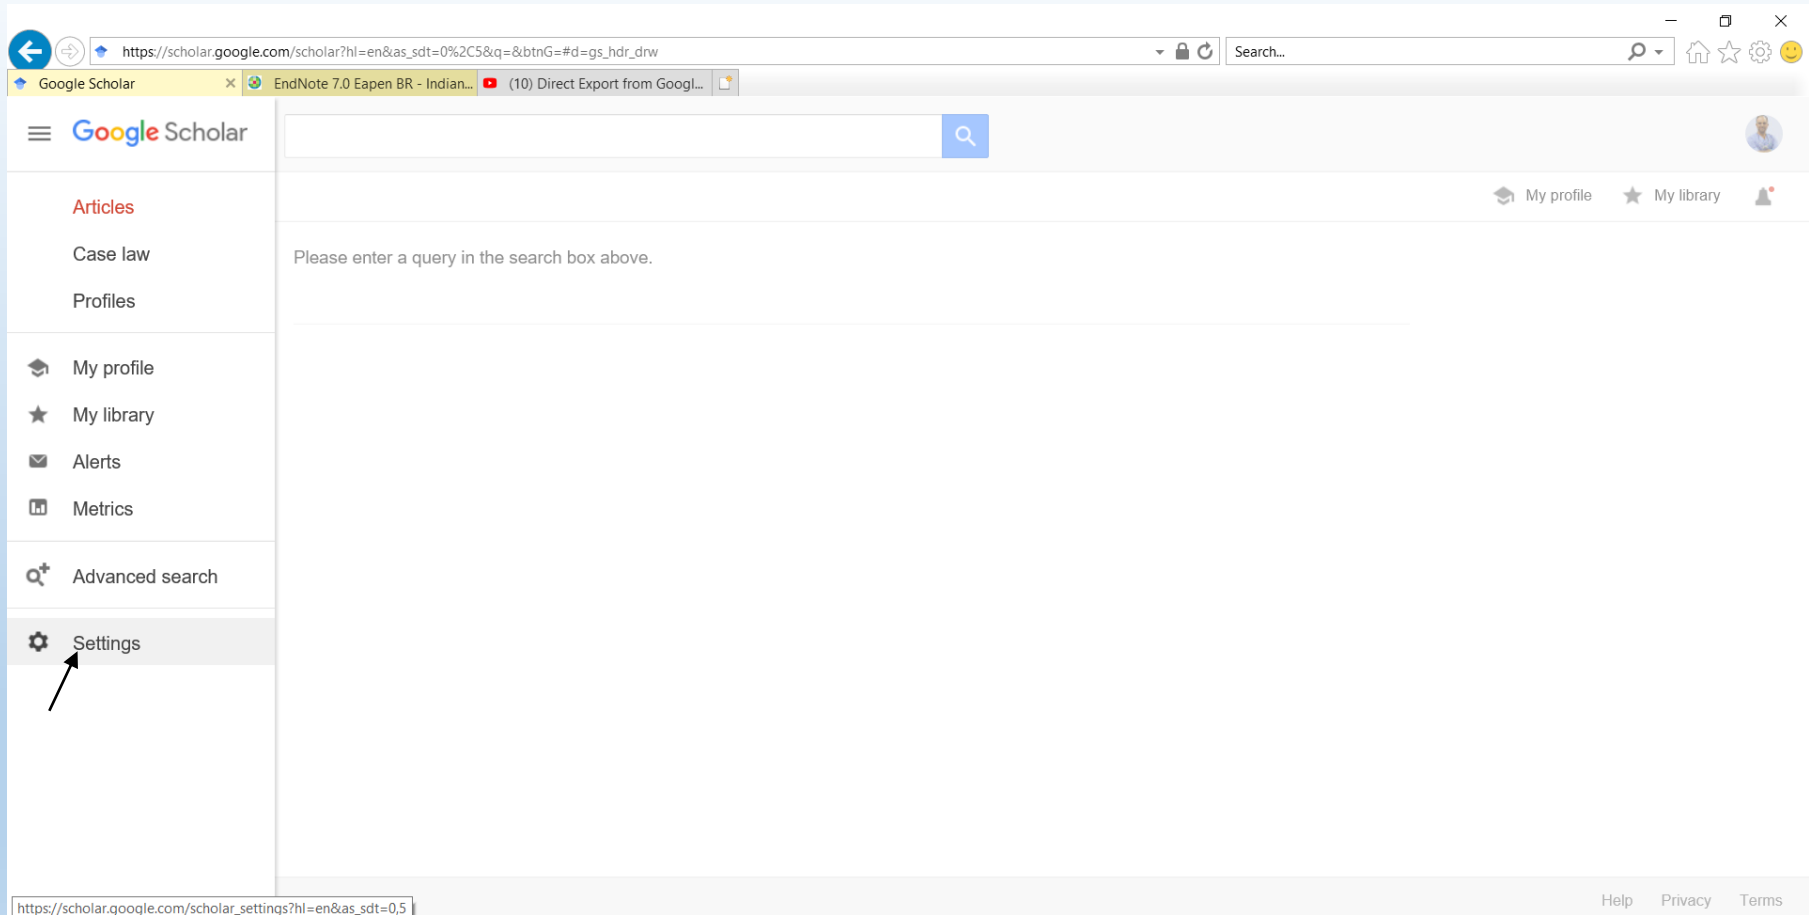 https://scholar.google.com/scholar?hl=en&as_sdt=0%2C5&q=&btnG=#d=gs_hdr_drw
Search...
Google Scholar
EndNote 7.0 Eapen BR - Indian...
(10) Direct Export from Googl...
Google Scholar
My profile
My library
Articles
Case law
Profiles
Please enter a query in the search box above.
My profile
My library
Alerts
Metrics
Advanced search
Settings
Help Privacy Terms
https://scholar.google.com/scholar_settings?hl=en&as_sdt=0,5